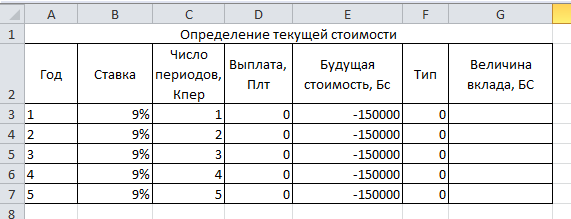 A B C D E F G
1 Определение текущей стоимости
2 Год Ставка Число периодов, Кпер Выплата, Плт Будущая стоимость, Бс Тип Величина вклада, БС
3 1 9% 1 0 -150000 0
4 2 9% 2 0 -150000 0
5 3 9% 3 0 -150000 0
6 4 9% 4 0 -150000 0
7 5 9% 5 0 -150000 0
8